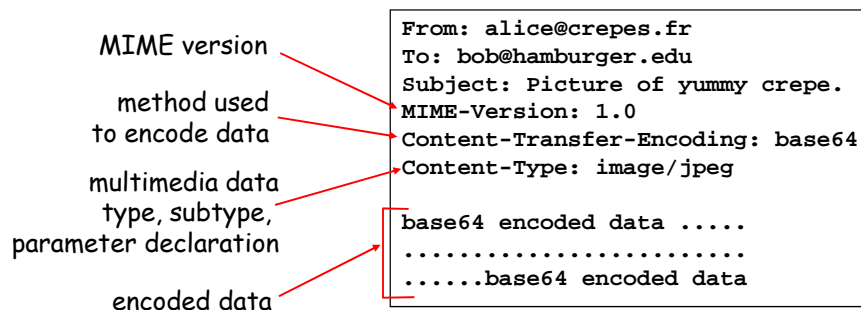 MIME version
method used
to encode data
multimedia data
type, subtype,
parameter declaration
encoded data
From: alice@crepes.fr
To: bob@hamburger.edu
Subject: Picture of yummy crepe.
MIME-Version: 1.0
Content-Transfer-Encoding: base64
Content-Type: image/jpeg
base64 encoded data .....
.........................
......base64 encoded data